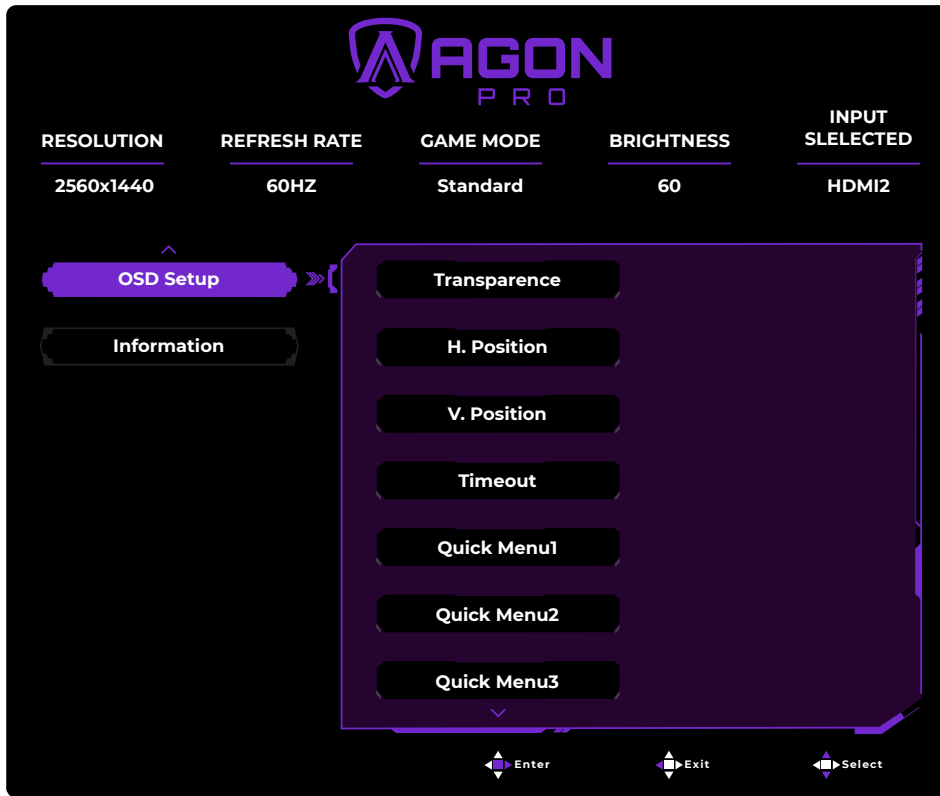 AGON
PRO
RESOLUTION
REFRESH RATE
GAME MODE
BRIGHTNESS
INPUT
SLELECTED
2560x1440
60HZ
Standard
60
HDMI2
OSD Setup
Information
Transparence
H. Position
V. Position
Timeout
Quick Menu1
Quick Menu2
Quick Menu3
Enter
Exit
Select